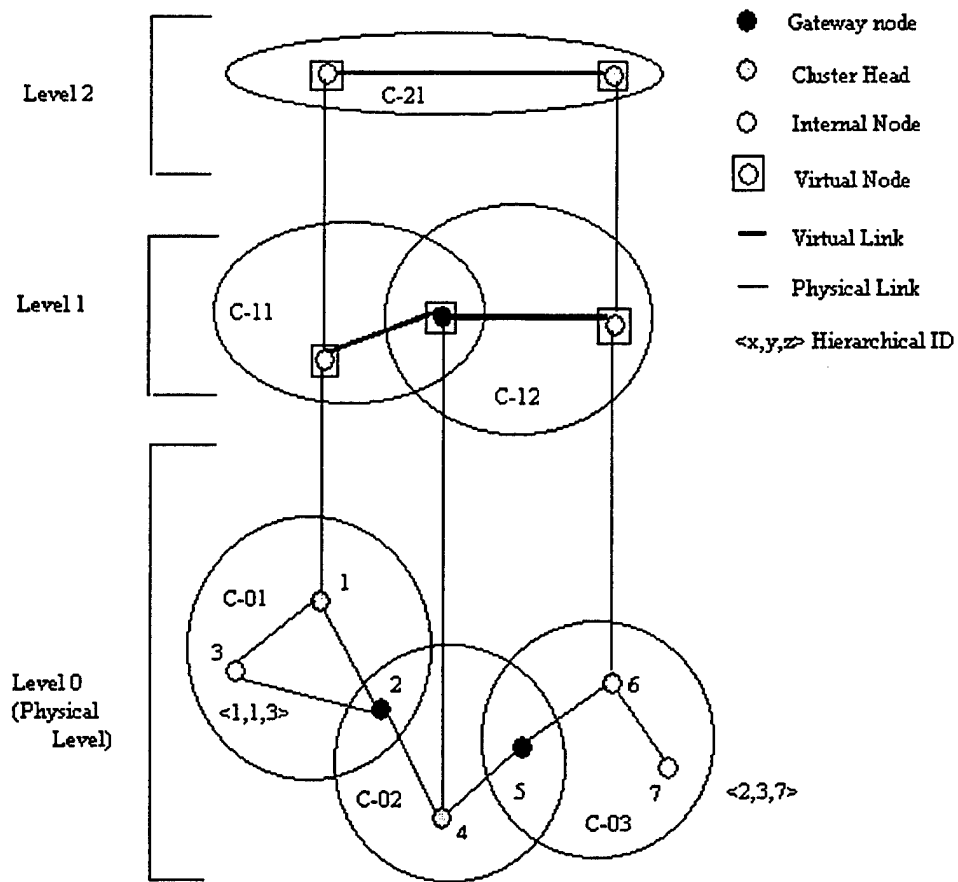 Gateway node
Cluster Head
Internal Node
Virtual Node
Virtual Link
Physical Link
<x,y,z> Hierarchical ID
Level 2
C-21
Level 1
C-11
C-12
Level 0
(Physical
Level)
C-01
1
3
2
<1,1,3>
C-02
4
5
6
7
<2,3,7>
C-03